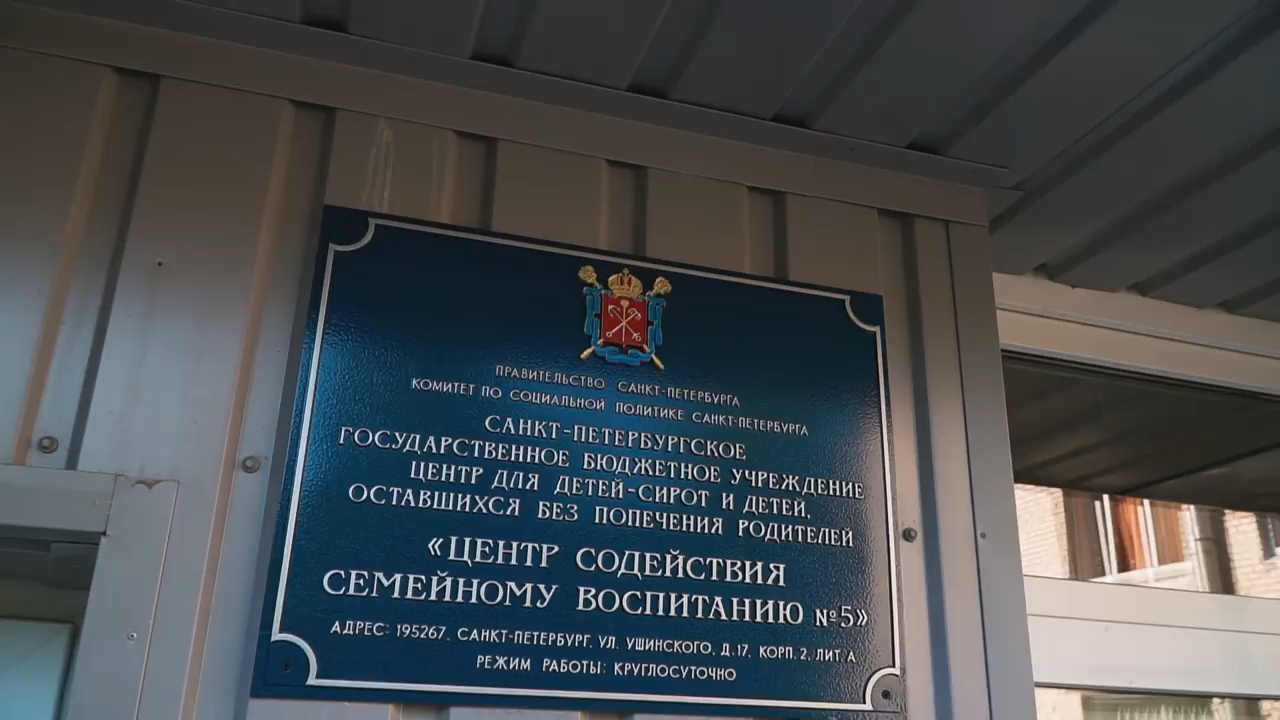 ПРАВИТЕЛЬСТВО САНКТ-ПЕТЕРБУРГА
КОМИТЕТ ПО СОЦИАЛЬНОЙ ПОЛИТИКЕ САНКТ-ПЕТЕРБУРГА
САНКТ-ПЕТЕРБУРГСКОЕ
ГОСУДАРСТВЕННОЕ БЮДЖЕТНОЕ УЧРЕЖДЕНИЕ
ЦЕНТР ДЛЯ ДЕТЕЙ-СИРОТ И ДЕТЕЙ,
ОСТАВШИХСЯ БЕЗ ПОПЕЧЕНИЯ РОДИТЕЛЕЙ
«ЦЕНТР СОДЕЙСТВИЯ
СЕМЕЙНОМУ ВОСПИТАНИЮ №5»
АДРЕС: 195267, САНКТ-ПЕТЕРБУРГ, УЛ. УШИНСКОГО, Д.17, КОРП. 2, ЛИТ. А
РЕЖИМ РАБОТЫ: КРУГЛОСУТОЧНО